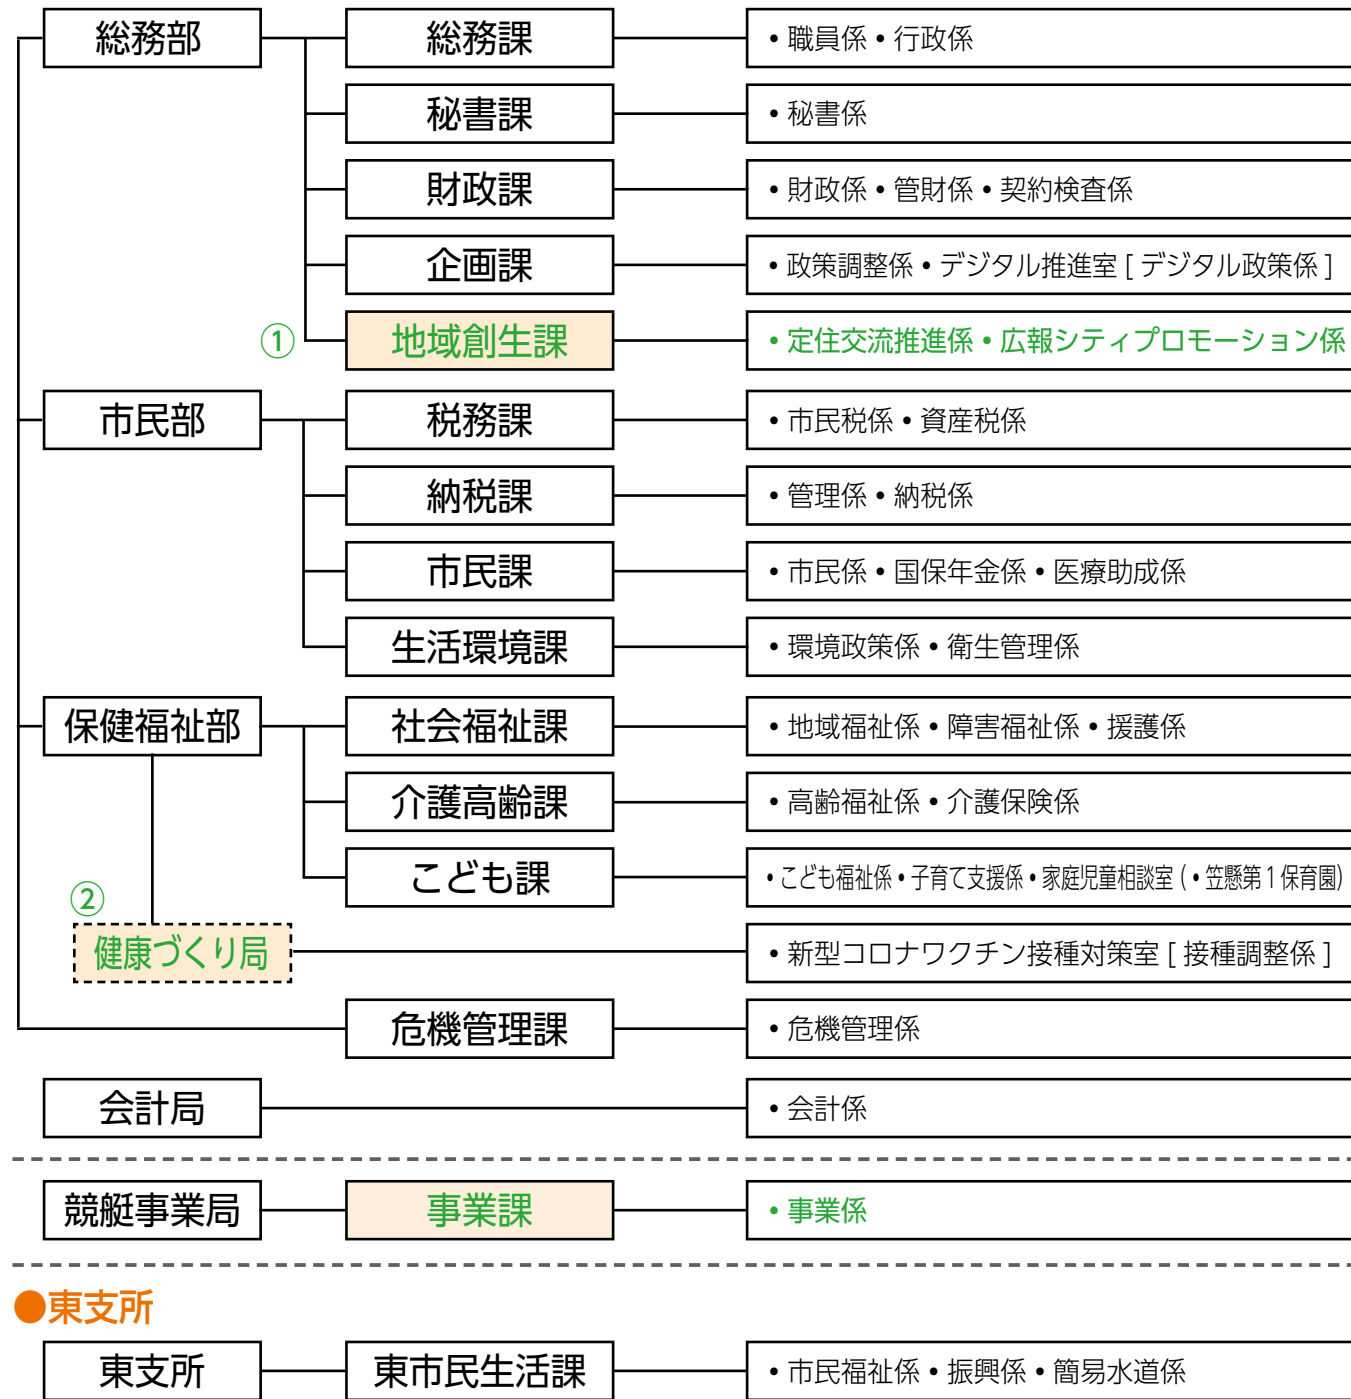 総務部 総務課 •職員係•行政係
秘書課 •秘書係
財政課 •財政係•管財係•契約検査係
企画課 •政策調整係•デジタル推進室［デジタル政策係］
① 地域創生課 •定住交流推進係•広報シティプロモーション係
市民部 税務課 •市民税係•資産税係
納税課 •管理係•納税係
市民課 •市民係•国保年金係•医療助成係
生活環境課 •環境政策係•衛生管理係
保健福祉部 社会福祉課 •地域福祉係•障害福祉係•援護係
介護高齢課 •高齢福祉係•介護保険係
こども課 •こども福祉係•子育て支援係•家庭児童相談室（•笠懸第１保育園）
②
健康づくり局 •新型コロナワクチン接種対策室［接種調整係］
危機管理課 •危機管理係
会計局 •会計係
競艇事業局 事業課 •事業係
●東支所
東支所 東市民生活課 •市民福祉係•振興係•簡易水道係